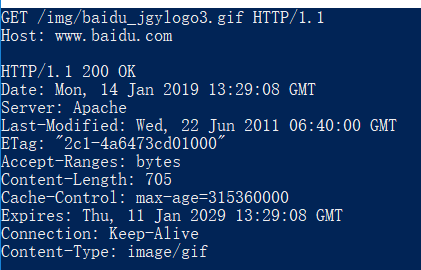 GET /img/baidu_jgylogo3.gif HTTP/1.1
Host: www.baidu.com

HTTP/1.1 200 OK
Date: Mon, 14 Jan 2019 13:29:08 GMT
Server: Apache
Last-Modified: Wed, 22 Jun 2011 06:40:00 GMT
ETag: "2c1-4a6473cd01000"
Accept-Ranges: bytes
Content-Length: 705
Cache-Control: max-age=315360000
Expires: Thu, 11 Jan 2029 13:29:08 GMT
Connection: Keep-Alive
Content-Type: image/gif